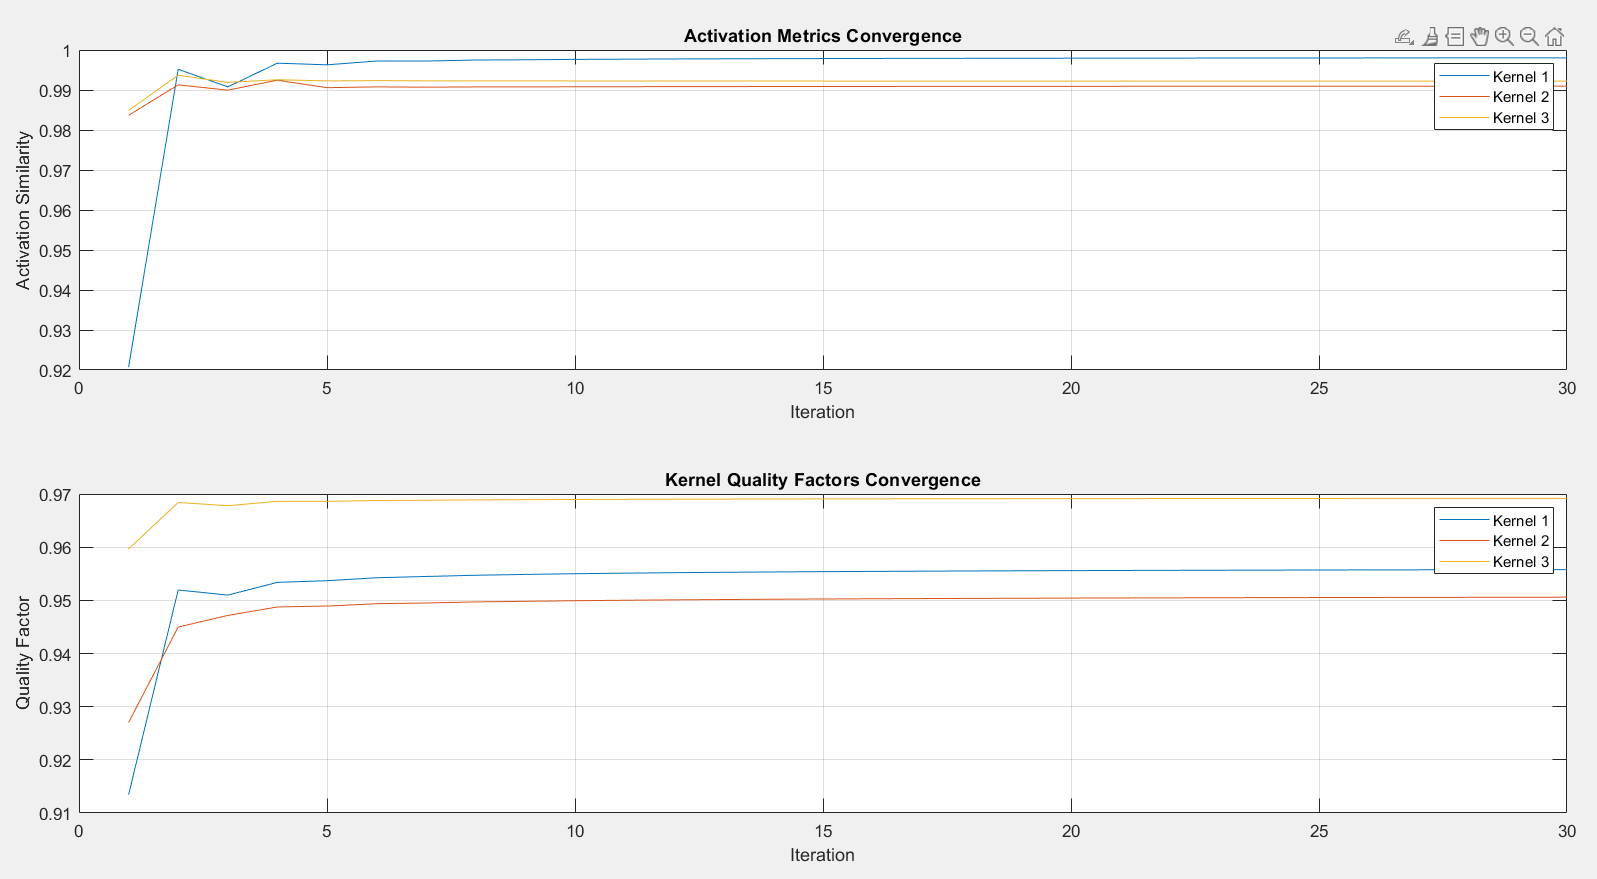 Activation Metrics Convergence
1
0.99
0.98
0.97
0.96
0.95
0.94
0.93
0.92
Activation Similarity
Kernel 1
Kernel 2
Kernel 3
0 5 10 15 20 25 30
Iteration
Kernel Quality Factors Convergence
0.97
0.96
0.95
0.94
0.93
0.92
0.91
Quality Factor
Kernel 1
Kernel 2
Kernel 3
0 5 10 15 20 25 30
Iteration